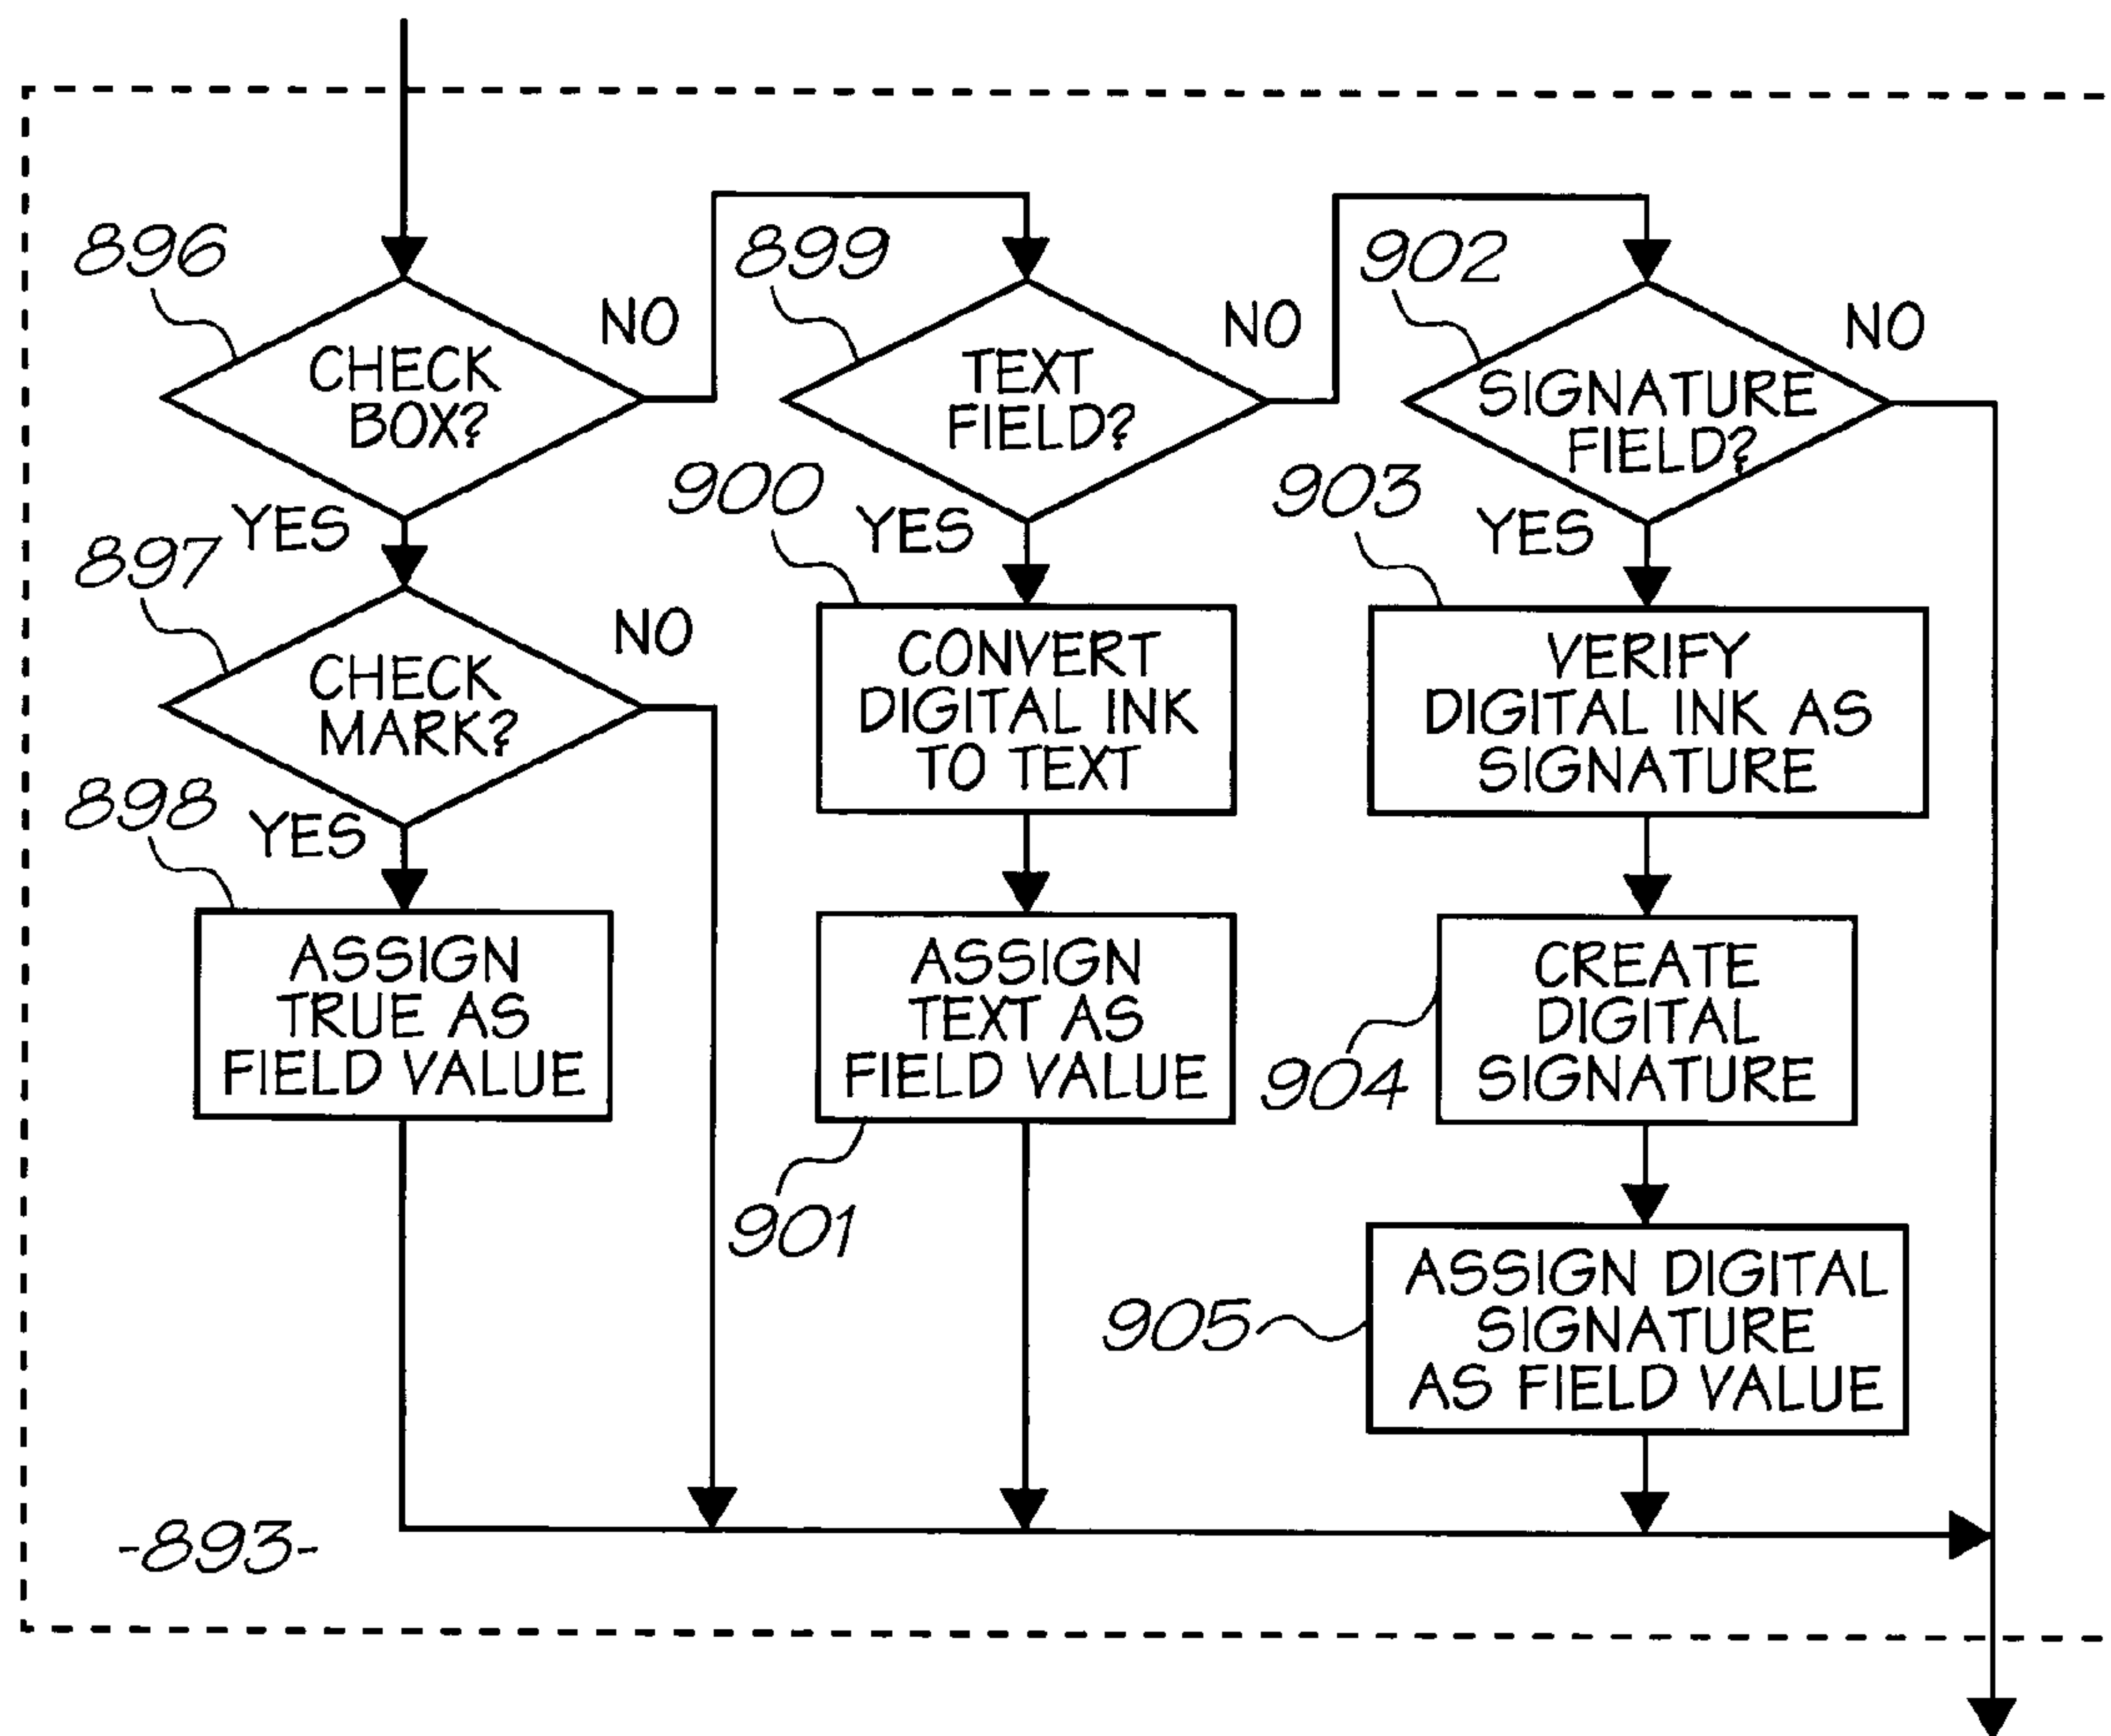 896
CHECK
BOX?
NO
YES
897
CHECK
MARK?
NO
YES
898
ASSIGN
TRUE AS
FIELD VALUE
899
TEXT
FIELD?
NO
YES
900
CONVERT
DIGITAL INK
TO TEXT
ASSIGN
TEXT AS
FIELD VALUE
901
902
SIGNATURE
FIELD?
NO
YES
903
VERIFY
DIGITAL INK AS
SIGNATURE
CREATE
DIGITAL
SIGNATURE
904
ASSIGN DIGITAL
SIGNATURE
AS FIELD VALUE
905
-893-